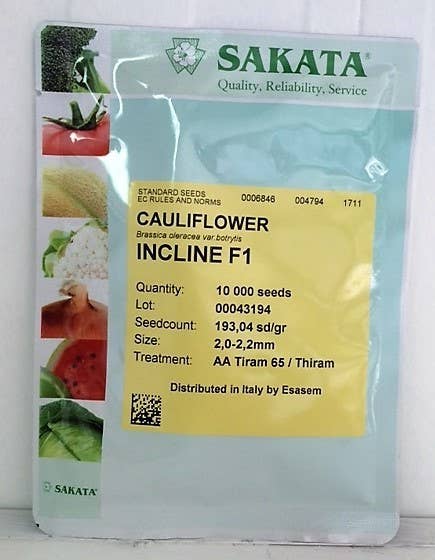 SAKATA®
Quality, Reliability, Service
STANDARD SEEDS
EC RULES AND NORMS 0006846 004794 1711
CAULIFLOWER
Brassica oleracea var.botrytis
INCLINE F1
Quantity: 10 000 seeds
Lot: 00043194
Seedcount: 193,04 sd/gr
Size: 2,0-2,2mm
Treatment: AA Tiram 65 / Thiram
Distributed in Italy by Esasem
SAKATA®